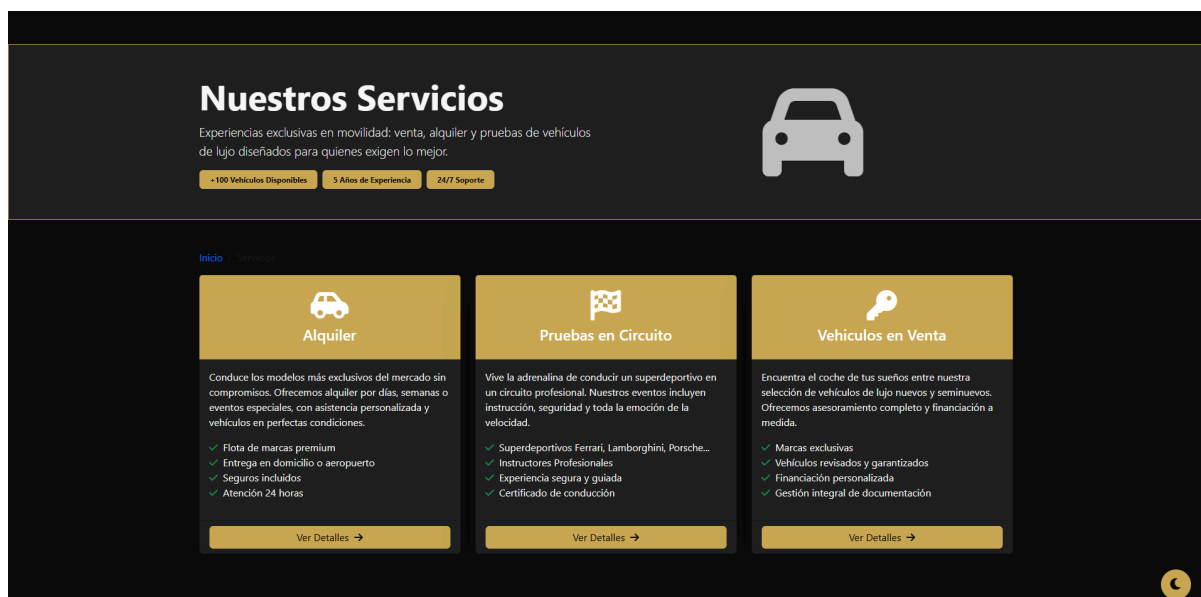 Nuestros Servicios
Experiencias exclusivas en movilidad: venta, alquiler y pruebas de vehículos
de lujo diseñados para quienes exigen lo mejor.
+100 Vehículos Disponibles 5 Años de Experiencia 24/7 Soporte
Inicio / Servicios
Alquiler
Conduce los modelos más exclusivos del mercado sin
compromisos. Ofrecemos alquiler por días, semanas o
eventos especiales, con asistencia personalizada y
vehículos en perfectas condiciones.
Flota de marcas premium
Entrega en domicilio o aeropuerto
Seguros incluidos
Atención 24 horas
Ver Detalles →
Pruebas en Circuito
Vive la adrenalina de conducir un superdeportivo en
un circuito profesional. Nuestros eventos incluyen
instrucción, seguridad y toda la emoción de la
velocidad.
Superdeportivos Ferrari, Lamborghini, Porsche...
Instructores Profesionales
Experiencia segura y guiada
Certificado de conducción
Ver Detalles →
Vehiculos en Venta
Encuentra el coche de tus sueños entre nuestra
selección de vehículos de lujo nuevos y seminuevos.
Ofrecemos asesoramiento completo y financiación a
medida.
Marcas exclusivas
Vehículos revisados y garantizados
Financiación personalizada
Gestión integral de documentación
Ver Detalles →